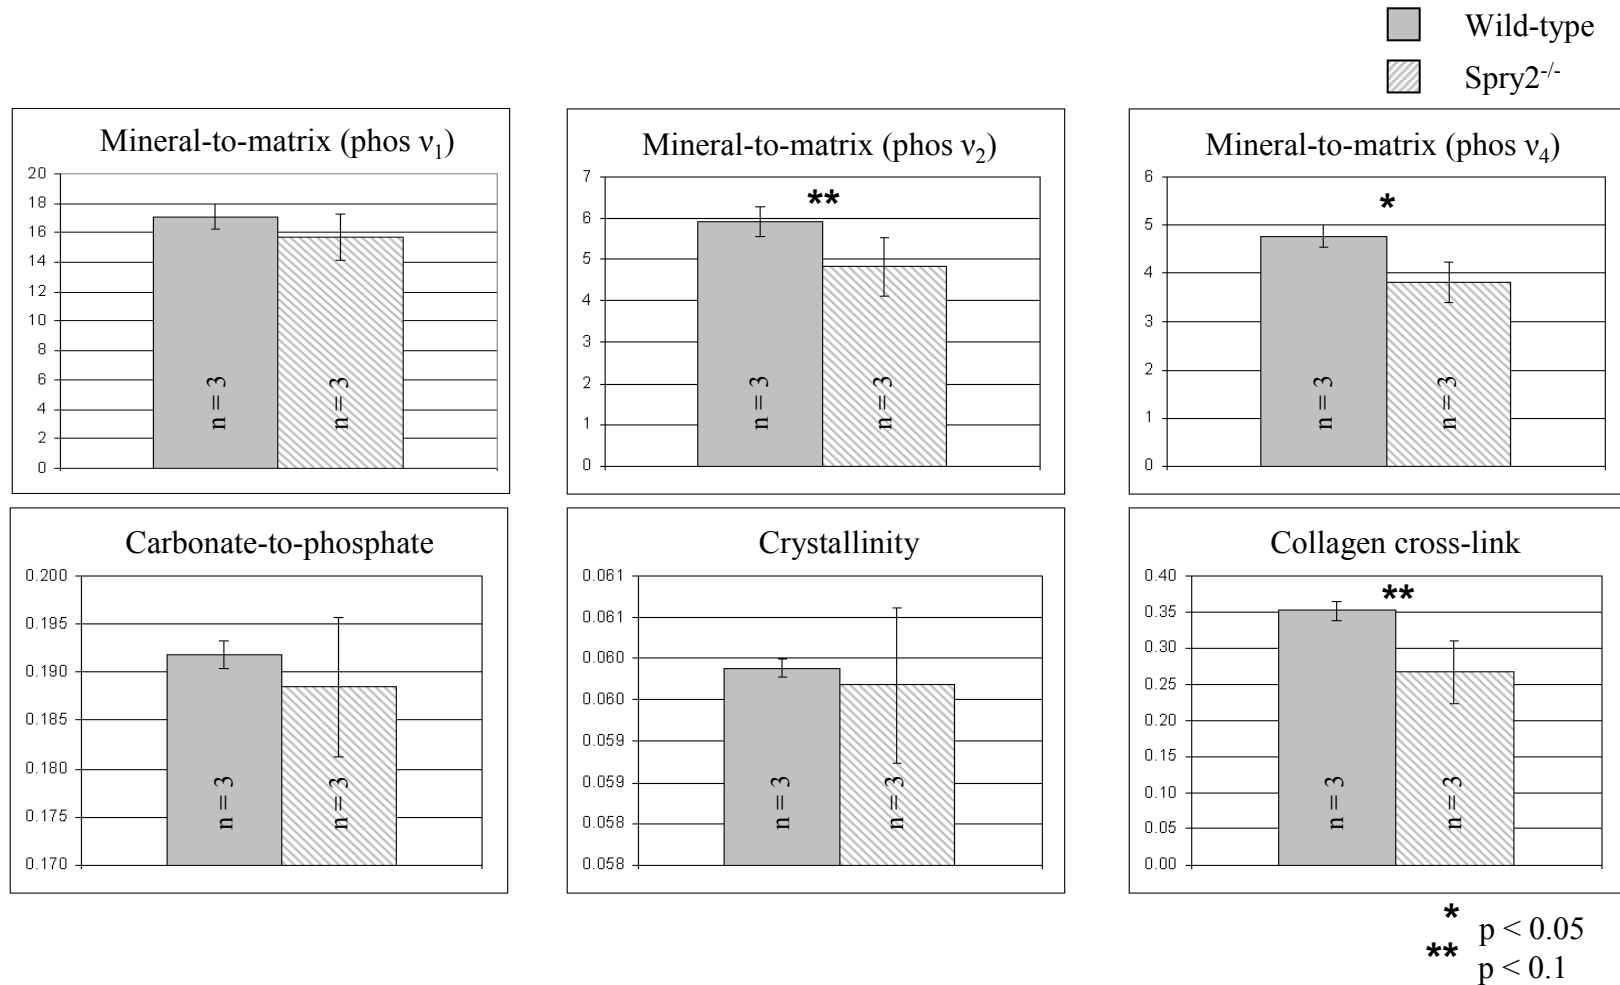 Wild-type
Spry2-/-
Mineral-to-matrix (phos ν1)
20
18
16
14
12
10
8
6
4
2
0
n = 3
n = 3
Mineral-to-matrix (phos ν2)
7
6
5
4
3
2
1
0
**
n = 3
n = 3
Mineral-to-matrix (phos ν4)
6
5
4
3
2
1
0
*
n = 3
n = 3
Carbonate-to-phosphate
0.200
0.195
0.190
0.185
0.180
0.175
0.170
n = 3
n = 3
Crystallinity
0.061
0.061
0.060
0.060
0.059
0.059
0.058
0.058
n = 3
n = 3
Collagen cross-link
0.40
0.35
0.30
0.25
0.20
0.15
0.10
0.05
0.00
**
n = 3
n = 3
* p < 0.05
** p < 0.1